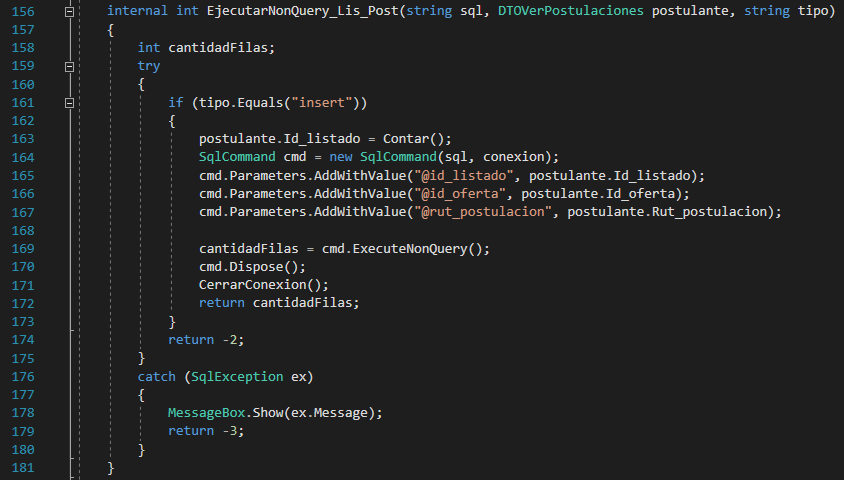 156 internal int EjecutarNonQuery_Lis_Post(string sql, DTOVerPostulaciones postulante, string tipo)
157 {
158 int cantidadFilas;
159 try
160 {
161 if (tipo.Equals("insert"))
162 {
163 postulante.Id_listado = Contar();
164 SqlCommand cmd = new SqlCommand(sql, conexion);
165 cmd.Parameters.AddWithValue("@id_listado", postulante.Id_listado);
166 cmd.Parameters.AddWithValue("@id_oferta", postulante.Id_oferta);
167 cmd.Parameters.AddWithValue("@rut_postulacion", postulante.Rut_postulacion);
168
169 cantidadFilas = cmd.ExecuteNonQuery();
170 cmd.Dispose();
171 CerrarConexion();
172 return cantidadFilas;
173 }
174 return -2;
175 }
176 catch (SqlException ex)
177 {
178 MessageBox.Show(ex.Message);
179 return -3;
180 }
181 }